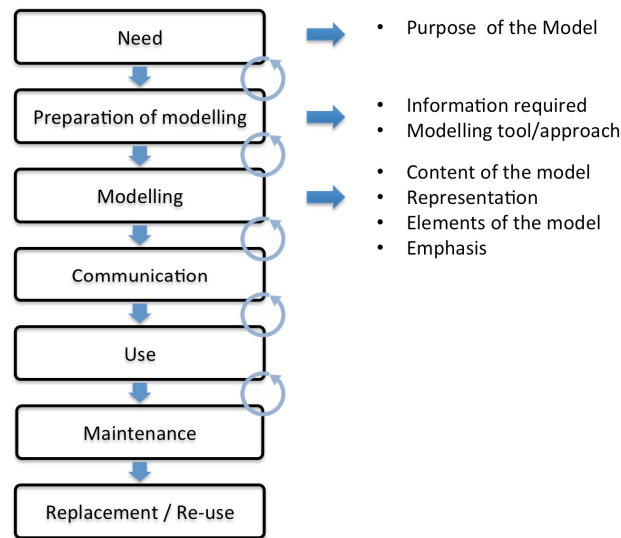 Need
• Purpose of the Model
Preparation of modelling
• Information required
• Modelling tool/approach
Modelling
• Content of the model
• Representation
• Elements of the model
• Emphasis
Communication
Use
Maintenance
Replacement / Re-use